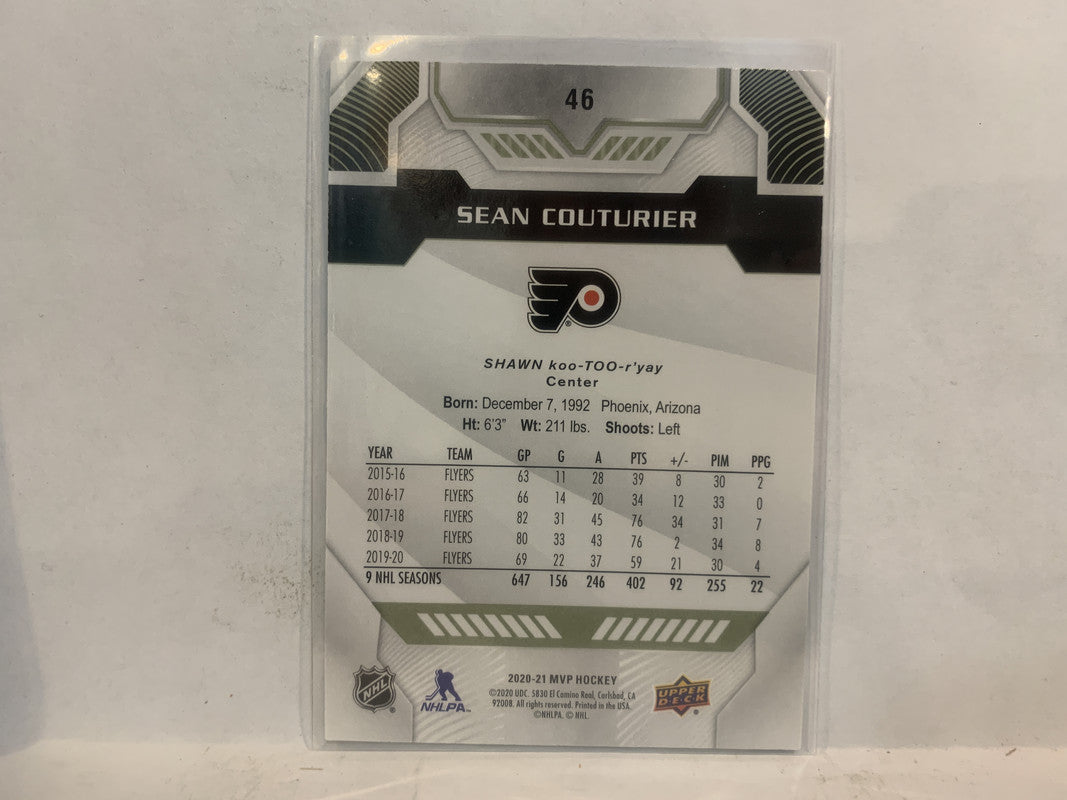 46
SEAN COUTURIER
SHAWN koo-TOO-r'yay
Center
Born: December 7, 1992 Phoenix, Arizona
Ht: 6'3" Wt: 211 lbs. Shoots: Left
YEAR TEAM GP G A PTS +/- PIM PPG
2015-16 FLYERS 63 11 28 39 8 30 2
2016-17 FLYERS 66 14 20 34 12 33 0
2017-18 FLYERS 82 31 45 76 34 31 7
2018-19 FLYERS 80 33 43 76 2 34 8
2019-20 FLYERS 69 22 37 59 21 30 4
9 NHL SEASONS 647 156 246 402 92 255 22
NHL
NHLPA
2020-21 MVP HOCKEY
©2020 UDC. 5830 El Camino Real, Carlsbad, CA
92008. All rights reserved. Printed in the USA.
©NHLPA. © NHL.
UPPER
DECK